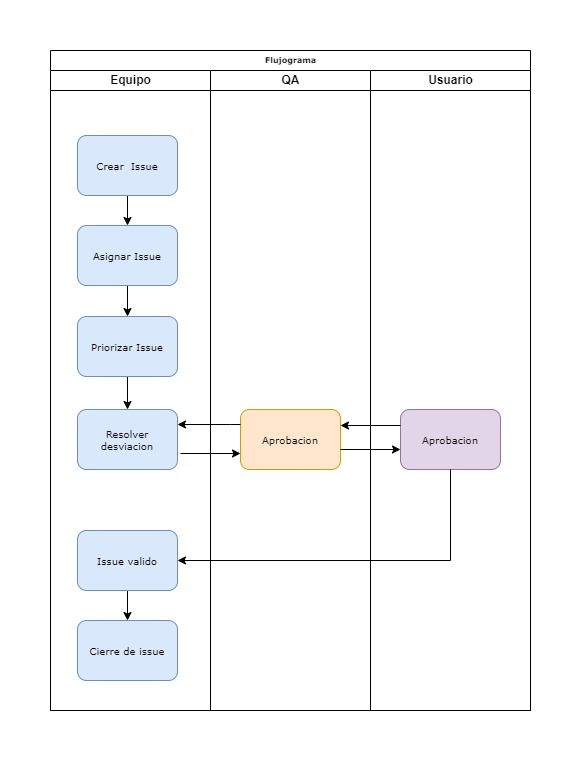 Flujograma
Equipo
QA
Usuario
Crear Issue
Asignar Issue
Priorizar Issue
Resolver
desviacion
Aprobacion
Aprobacion
Issue valido
Cierre de issue